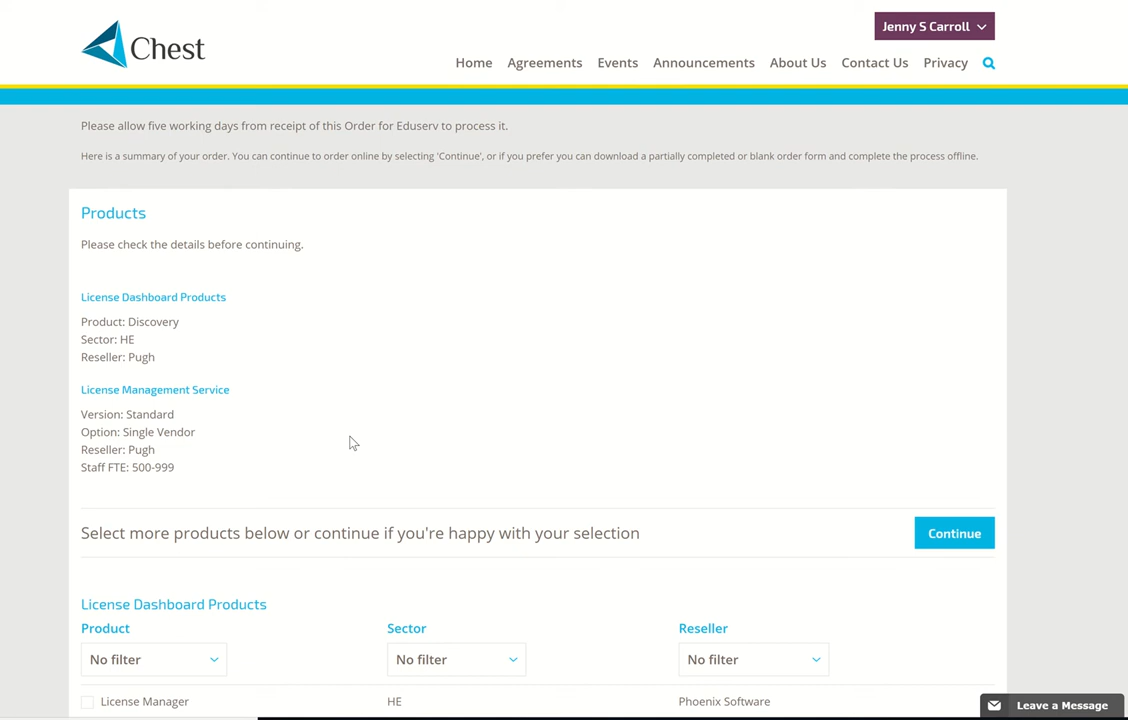 Chest
Jenny S Carroll
Home Agreements Events Announcements About Us Contact Us Privacy
Please allow five working days from receipt of this Order for Eduserv to process it.
Here is a summary of your order. You can continue to order online by selecting 'Continue', or if you prefer you can download a partially completed or blank order form and complete the process offline.
Products
Please check the details before continuing.
License Dashboard Products
Product: Discovery
Sector: HE
Reseller: Pugh
License Management Service
Version: Standard
Option: Single Vendor
Reseller: Pugh
Staff FTE: 500-999
Select more products below or continue if you're happy with your selection Continue
License Dashboard Products
Product Sector Reseller
No filter No filter No filter
License Manager HE Phoenix Software
Leave a Message